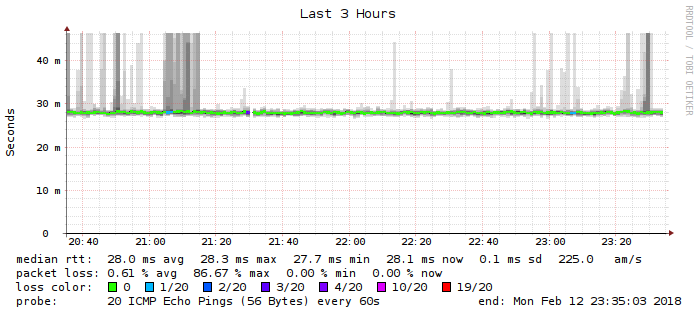 Last 3 Hours
RRDTOOL / TOBI OETIKER
Seconds
40 m
30 m
20 m
10 m
0
20:40 21:00 21:20 21:40 22:00 22:20 22:40 23:00 23:20
median rtt: 28.0 ms avg 28.3 ms max 27.7 ms min 28.1 ms now 0.1 ms sd 225.0 am/s
packet loss: 0.61 % avg 86.67 % max 0.00 % min 0.00 % now
loss color: 0 1/20 2/20 3/20 4/20 10/20 19/20
probe: 20 ICMP Echo Pings (56 Bytes) every 60s end: Mon Feb 12 23:35:03 2018